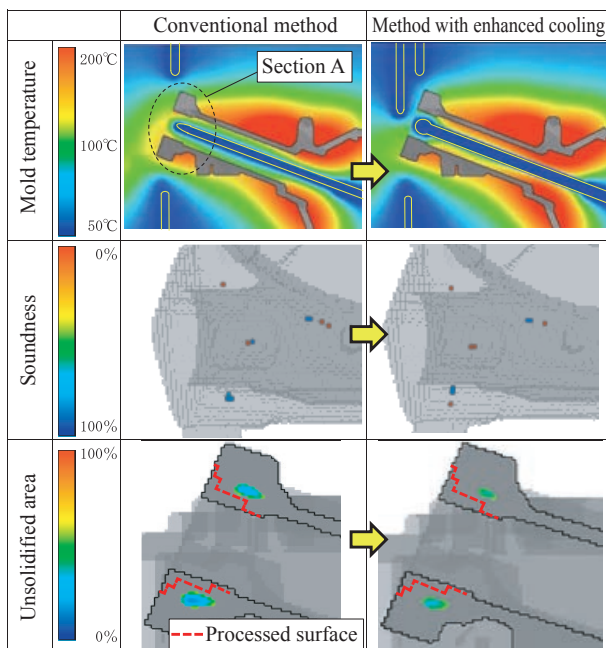 Conventional method
Method with enhanced cooling
Mold temperature
200℃
100℃
50℃
Section A
Soundness
0%
100%
Unsolidified area
100%
0%
Processed surface